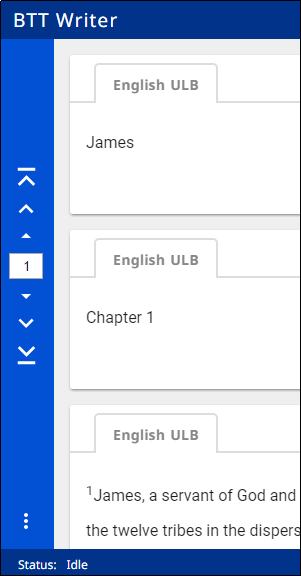 BTT Writer
English ULB
James
1
English ULB
Chapter 1
English ULB
1James, a servant of God and
the twelve tribes in the dispers
Status: Idle